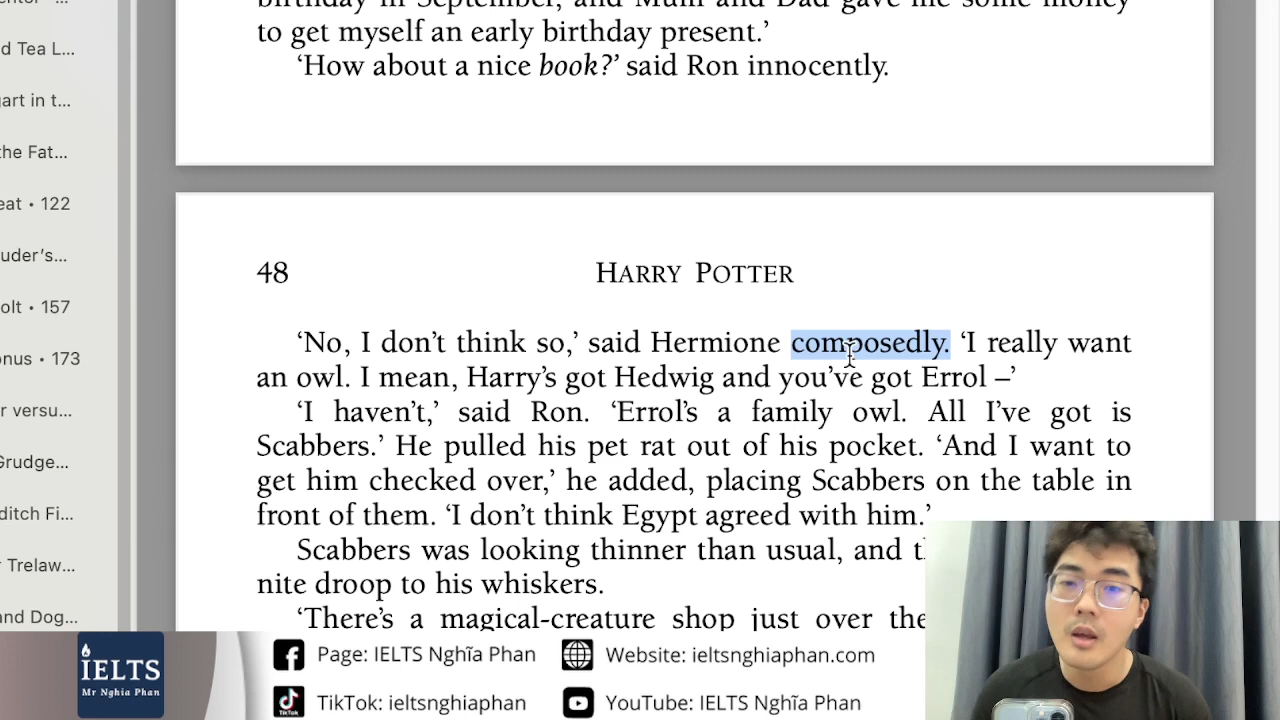 d Tea L...
art in t...
the Fat...
eat • 122
uder's...
olt • 157
onus • 173
r versu...
Grudge...
ditch Fi...
r Trelaw...
and Dog...
birthday in September, and Mum and Dad gave me some money
to get myself an early birthday present.’
‘How about a nice book?’ said Ron innocently.
48 HARRY POTTER
‘No, I don’t think so,’ said Hermione composedly. ‘I really want
an owl. I mean, Harry’s got Hedwig and you’ve got Errol –’
‘I haven’t,’ said Ron. ‘Errol’s a family owl. All I’ve got is
Scabbers.’ He pulled his pet rat out of his pocket. ‘And I want to
get him checked over,’ he added, placing Scabbers on the table in
front of them. ‘I don’t think Egypt agreed with him.’
Scabbers was looking thinner than usual, and
nite droop to his whiskers.
‘There’s a magical-creature shop just over the
IELTS
Mr Nghia Phan
Page: IELTS Nghĩa Phan
Website: ieltsnghiaphan.com
TikTok: ieltsnghiaphan
YouTube: IELTS Nghĩa Phan